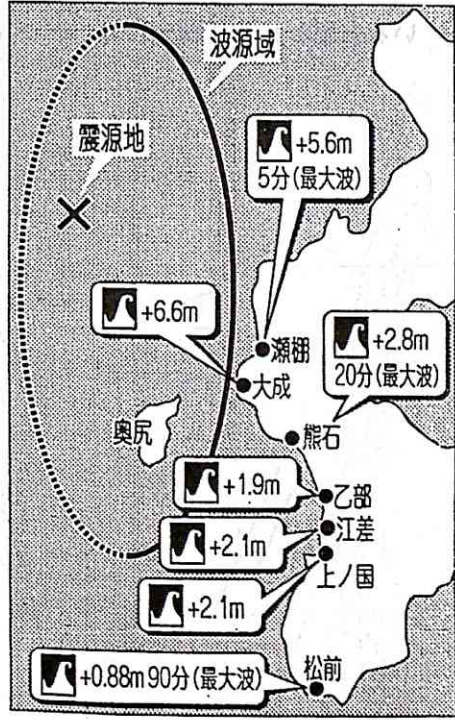 波源域
震源地
+5.6m
5分(最大波)
+6.6m
瀬棚
+2.8m
20分(最大波)
大成
奥尻
熊石
+1.9m
乙部
+2.1m
江差
+2.1m
上ノ国
松前
+0.88m 90分(最大波)